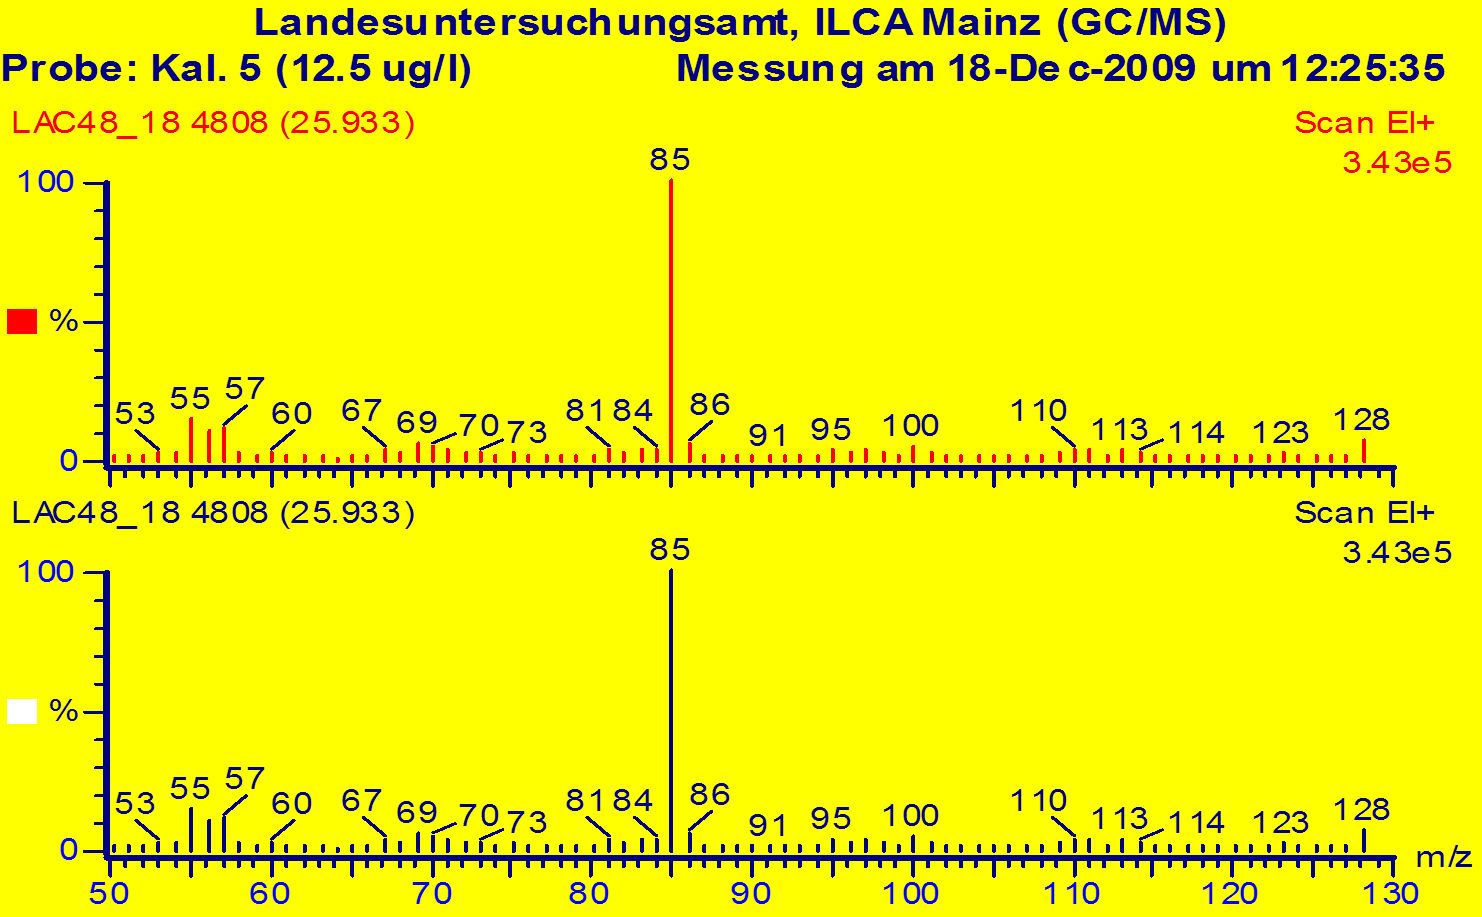 Landesuntersuchungsamt, ILCA Mainz (GC/MS)
Probe: Kal. 5 (12.5 ug/l) Messung am 18-Dec-2009 um 12:25:35
LAC48_18 4808 (25.933) Scan EI+
3.43e5
85
100
%
53 55 57 60 67 69 70 73 81 84 86 91 95 100 110 113 114 123 128
0
LAC48_18 4808 (25.933) Scan EI+
3.43e5
85
100
%
53 55 57 60 67 69 70 73 81 84 86 91 95 100 110 113 114 123 128
0
m/z
50 60 70 80 90 100 110 120 130